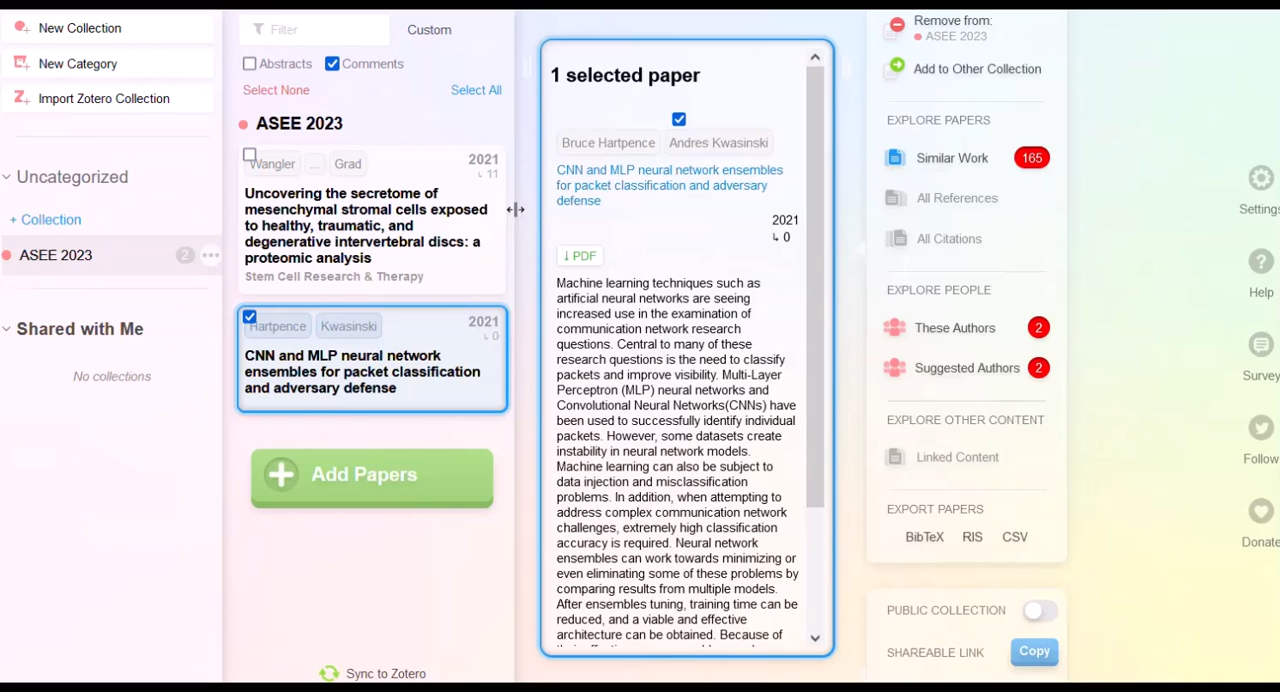 New Collection
New Category
Import Zotero Collection
Uncategorized
+ Collection
ASEE 2023
2
Shared with Me
No collections
Filter
Custom
Abstracts
Comments
Select None
Select All
ASEE 2023
Wangler
...
Grad
2021
11
Uncovering the secretome of
mesenchymal stromal cells exposed
to healthy, traumatic, and
degenerative intervertebral discs: a
proteomic analysis
Stem Cell Research & Therapy
Hartpence
Kwasinski
2021
0
CNN and MLP neural network
ensembles for packet classification
and adversary defense
Add Papers
Sync to Zotero
1 selected paper
Bruce Hartpence
Andres Kwasinski
CNN and MLP neural network ensembles
for packet classification and adversary
defense
2021
0
PDF
Machine learning techniques such as
artificial neural networks are seeing
increased use in the examination of
communication network research
questions. Central to many of these
research questions is the need to classify
packets and improve visibility. Multi-Layer
Perceptron (MLP) neural networks and
Convolutional Neural Networks(CNNs) have
been used to successfully identify individual
packets. However, some datasets create
instability in neural network models.
Machine learning can also be subject to
data injection and misclassification
problems. In addition, when attempting to
address complex communication network
challenges, extremely high classification
accuracy is required. Neural network
ensembles can work towards minimizing or
even eliminating some of these problems by
comparing results from multiple models.
After ensembles tuning, training time can be
reduced, and a viable and effective
architecture can be obtained. Because of
Remove from:
ASEE 2023
Add to Other Collection
EXPLORE PAPERS
Similar Work
165
All References
All Citations
EXPLORE PEOPLE
These Authors
2
Suggested Authors
2
EXPLORE OTHER CONTENT
Linked Content
EXPORT PAPERS
BibTeX
RIS
CSV
PUBLIC COLLECTION
SHAREABLE LINK
Copy
Settings
Help
Survey
Follow
Donate